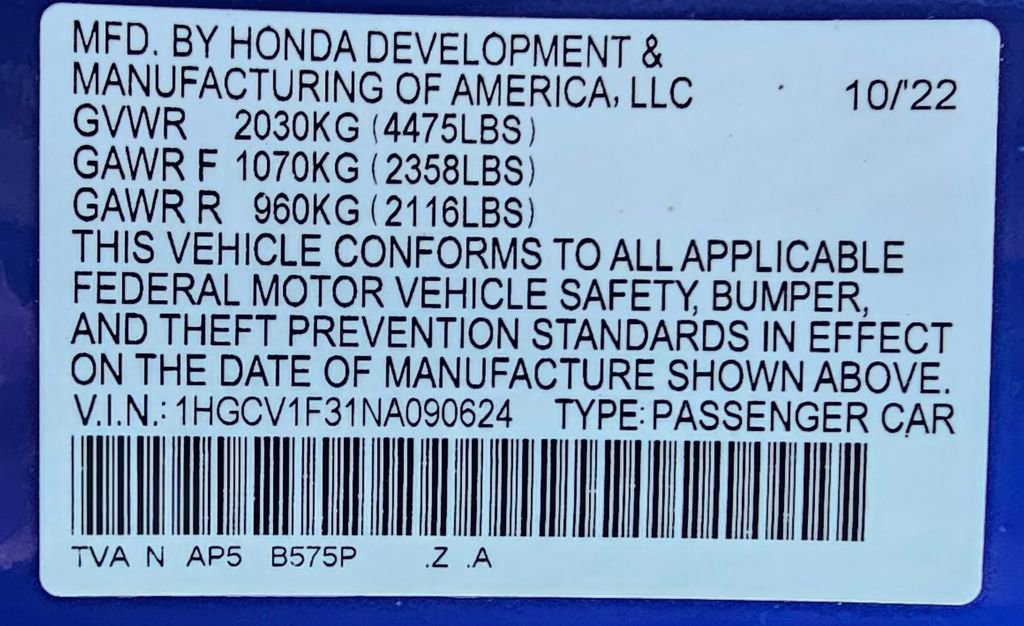 MFD. BY HONDA DEVELOPMENT &
MANUFACTURING OF AMERICA, LLC 10/'22
GVWR 2030KG (4475LBS)
GAWR F 1070KG (2358LBS)
GAWR R 960KG (2116LBS)
THIS VEHICLE CONFORMS TO ALL APPLICABLE
FEDERAL MOTOR VEHICLE SAFETY, BUMPER,
AND THEFT PREVENTION STANDARDS IN EFFECT
ON THE DATE OF MANUFACTURE SHOWN ABOVE.
V.I.N.: 1HGCV1F31NA090624 TYPE: PASSENGER CAR
TVA N AP5 B575P .Z .A